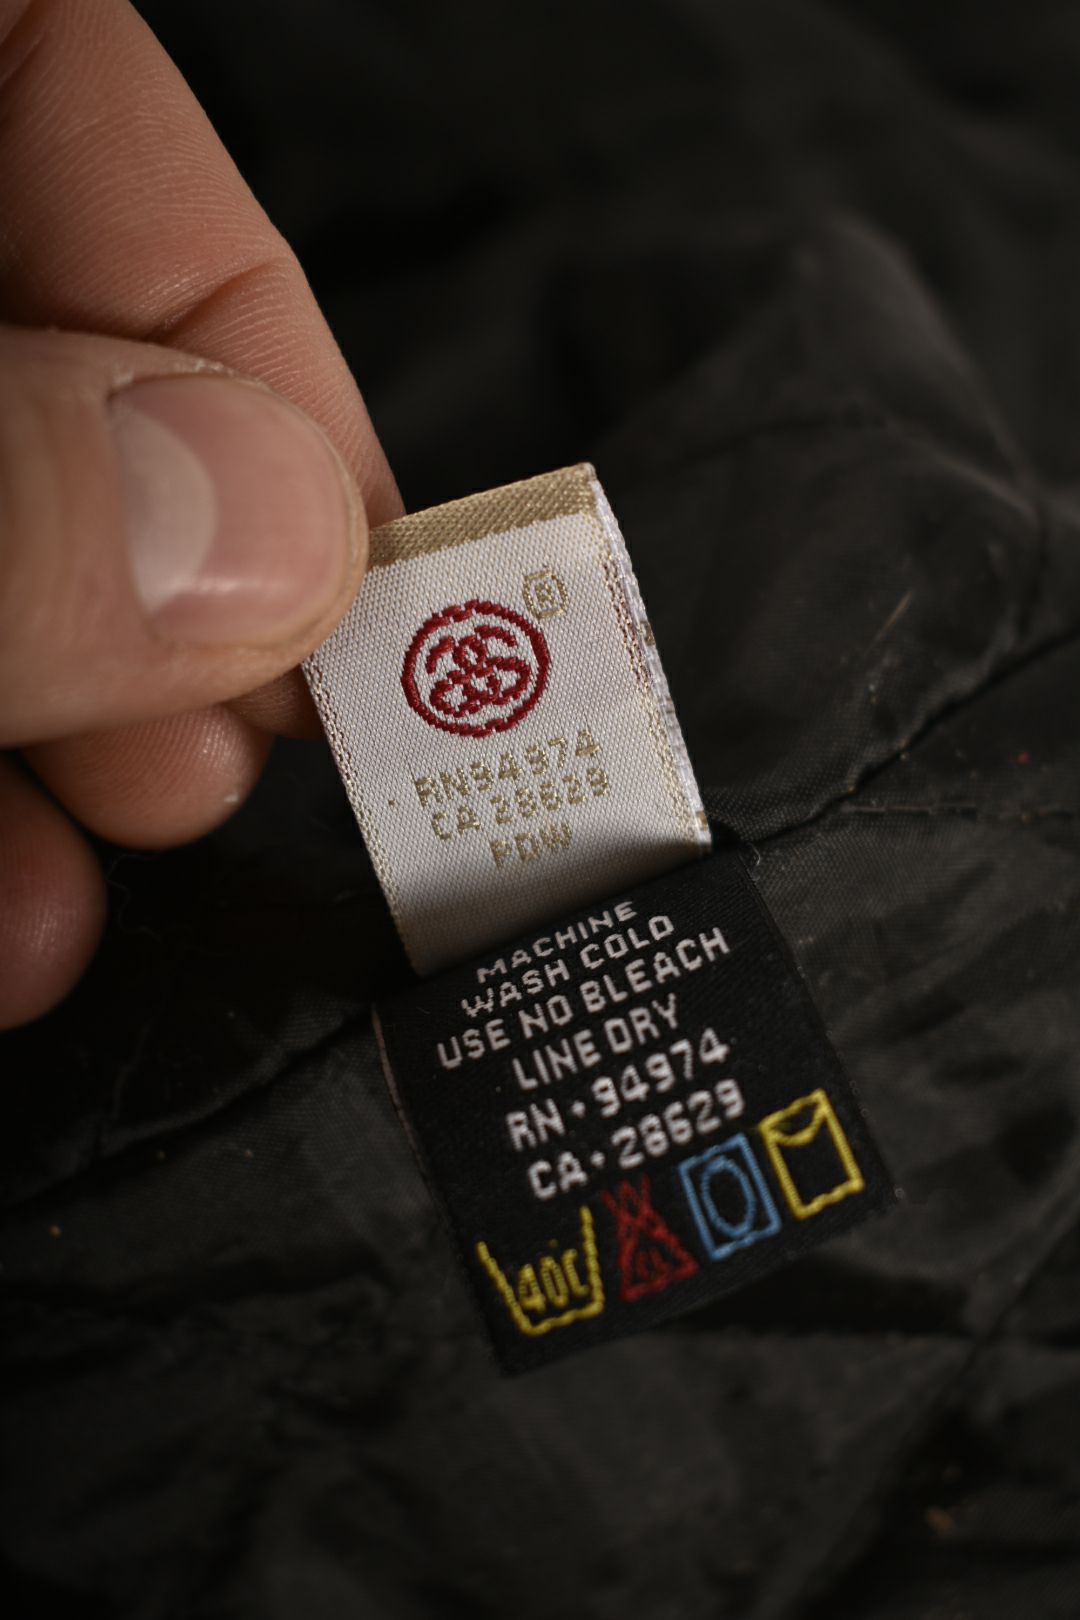 ®
RN94974
CA 28629
PDW
MACHINE
WASH COLD
USE NO BLEACH
LINE DRY
RN·94974
CA·28629
40C